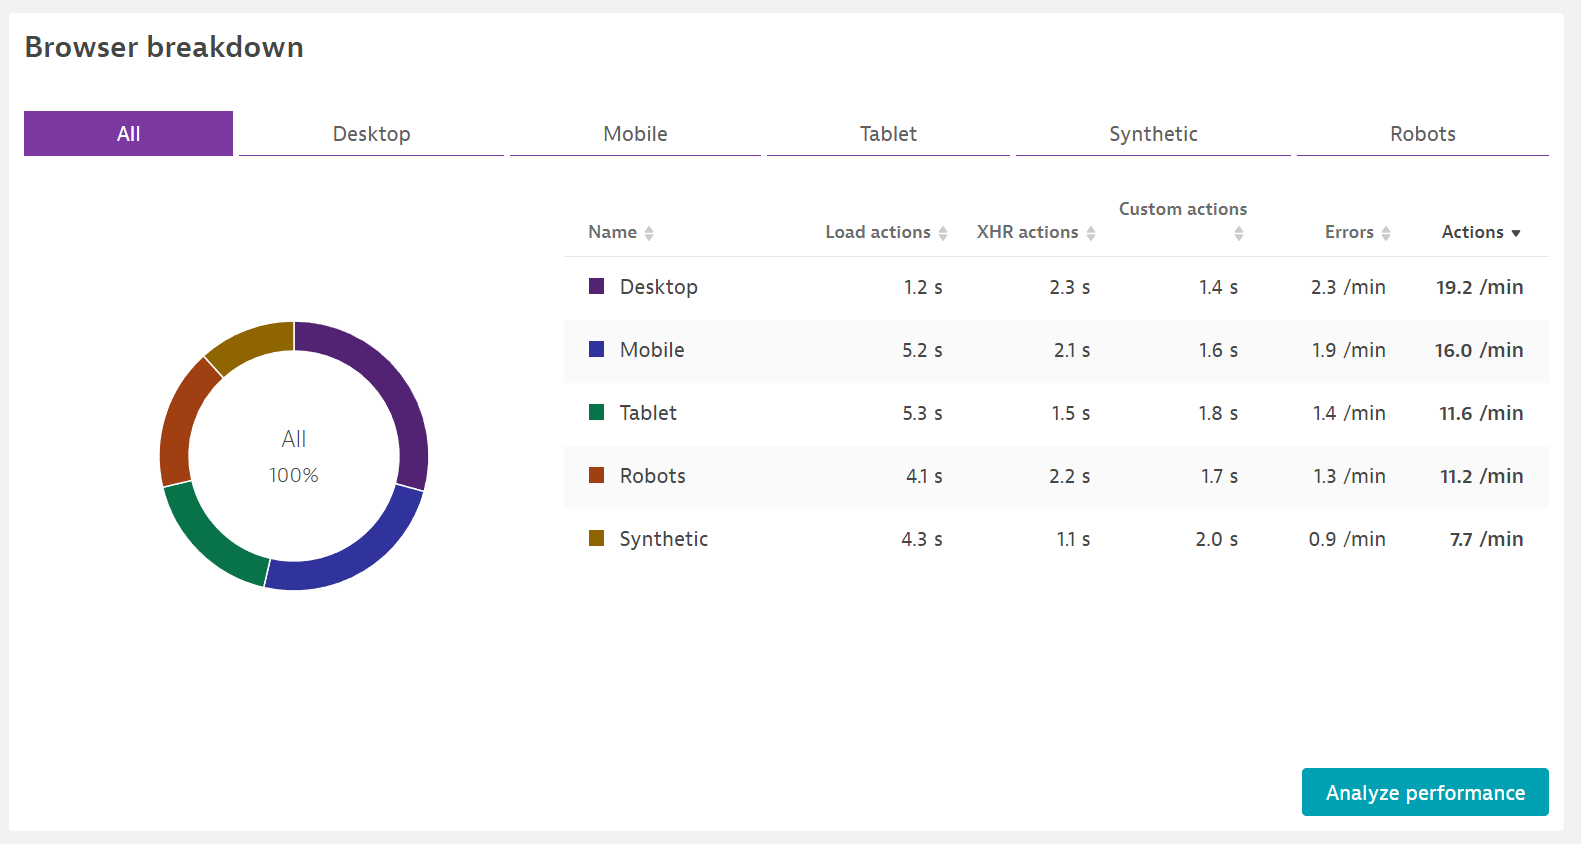 Browser breakdown
All Desktop Mobile Tablet Synthetic Robots
Name Load actions XHR actions Custom actions Errors Actions
Desktop 1.2 s 2.3 s 1.4 s 2.3 /min 19.2 /min
Mobile 5.2 s 2.1 s 1.6 s 1.9 /min 16.0 /min
Tablet 5.3 s 1.5 s 1.8 s 1.4 /min 11.6 /min
Robots 4.1 s 2.2 s 1.7 s 1.3 /min 11.2 /min
Synthetic 4.3 s 1.1 s 2.0 s 0.9 /min 7.7 /min
All
100%
Analyze performance